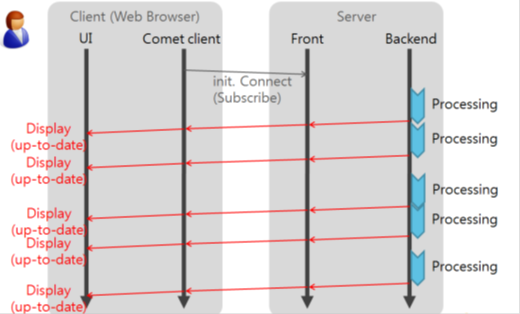 Client (Web Browser)
Server
UI
Comet client
Front
Backend
init. Connect
(Subscribe)
Processing
Display
(up-to-date)
Processing
Display
(up-to-date)
Processing
Display
(up-to-date)
Processing
Display
(up-to-date)
Processing
Display
(up-to-date)